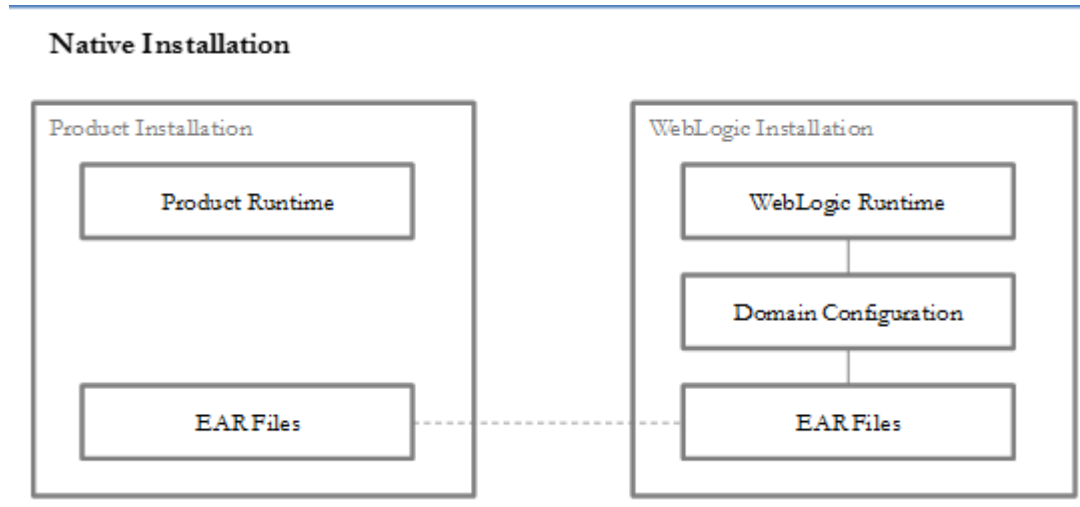 Native Installation
Product Installation
Product Runtime
EAR Files
WebLogic Installation
WebLogic Runtime
Domain Configuration
EAR Files